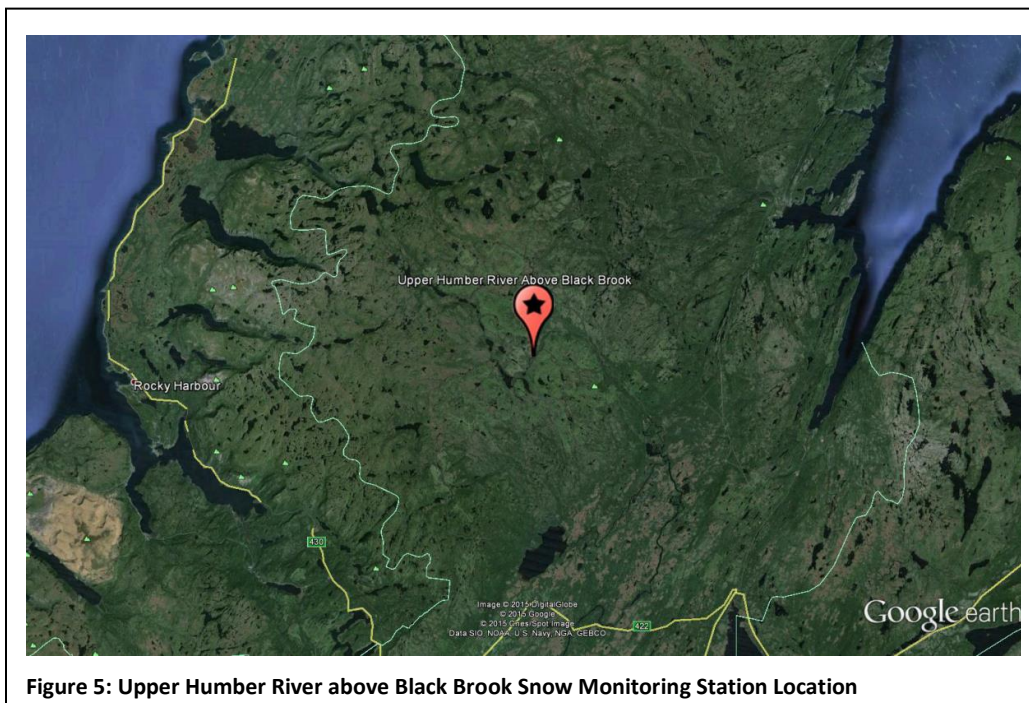 Upper Humber River Above Black Brook
Rocky Harbour
430
Image © 2015 DigitalGlobe
© 2015 Google
© 2015 Cnes/Spot Image
Data SIO, NOAA, U.S. Navy, NGA, GEBCO
422
Google earth
Figure 5: Upper Humber River above Black Brook Snow Monitoring Station Location